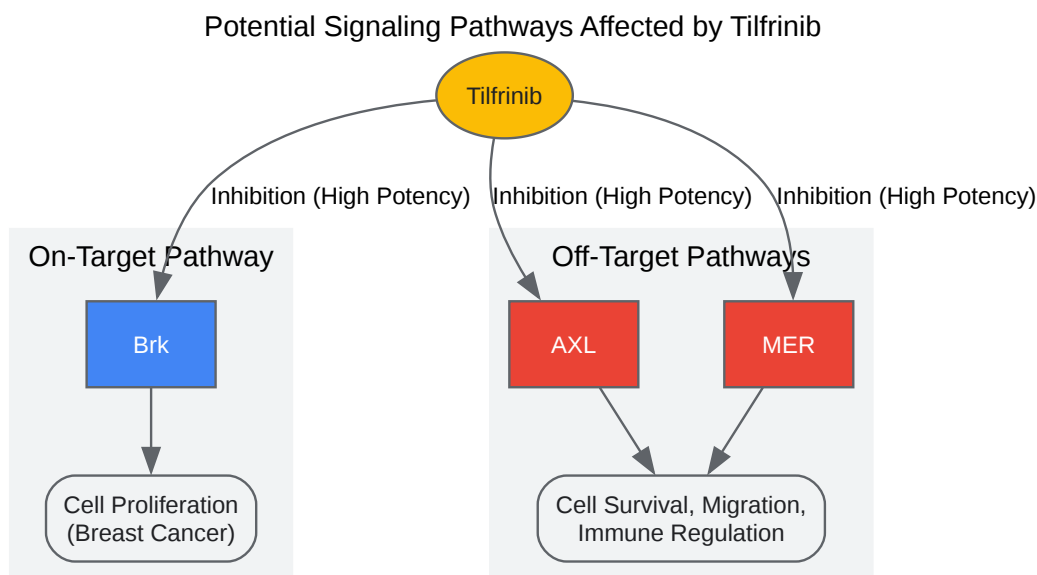 Potential Signaling Pathways Affected by Tilfrinib
Tilfrinib
Inhibition (High Potency)
Inhibition (High Potency)
Inhibition (High Potency)
On-Target Pathway
Off-Target Pathways
Brk
AXL
MER
Cell Proliferation
(Breast Cancer)
Cell Survival, Migration,
Immune Regulation